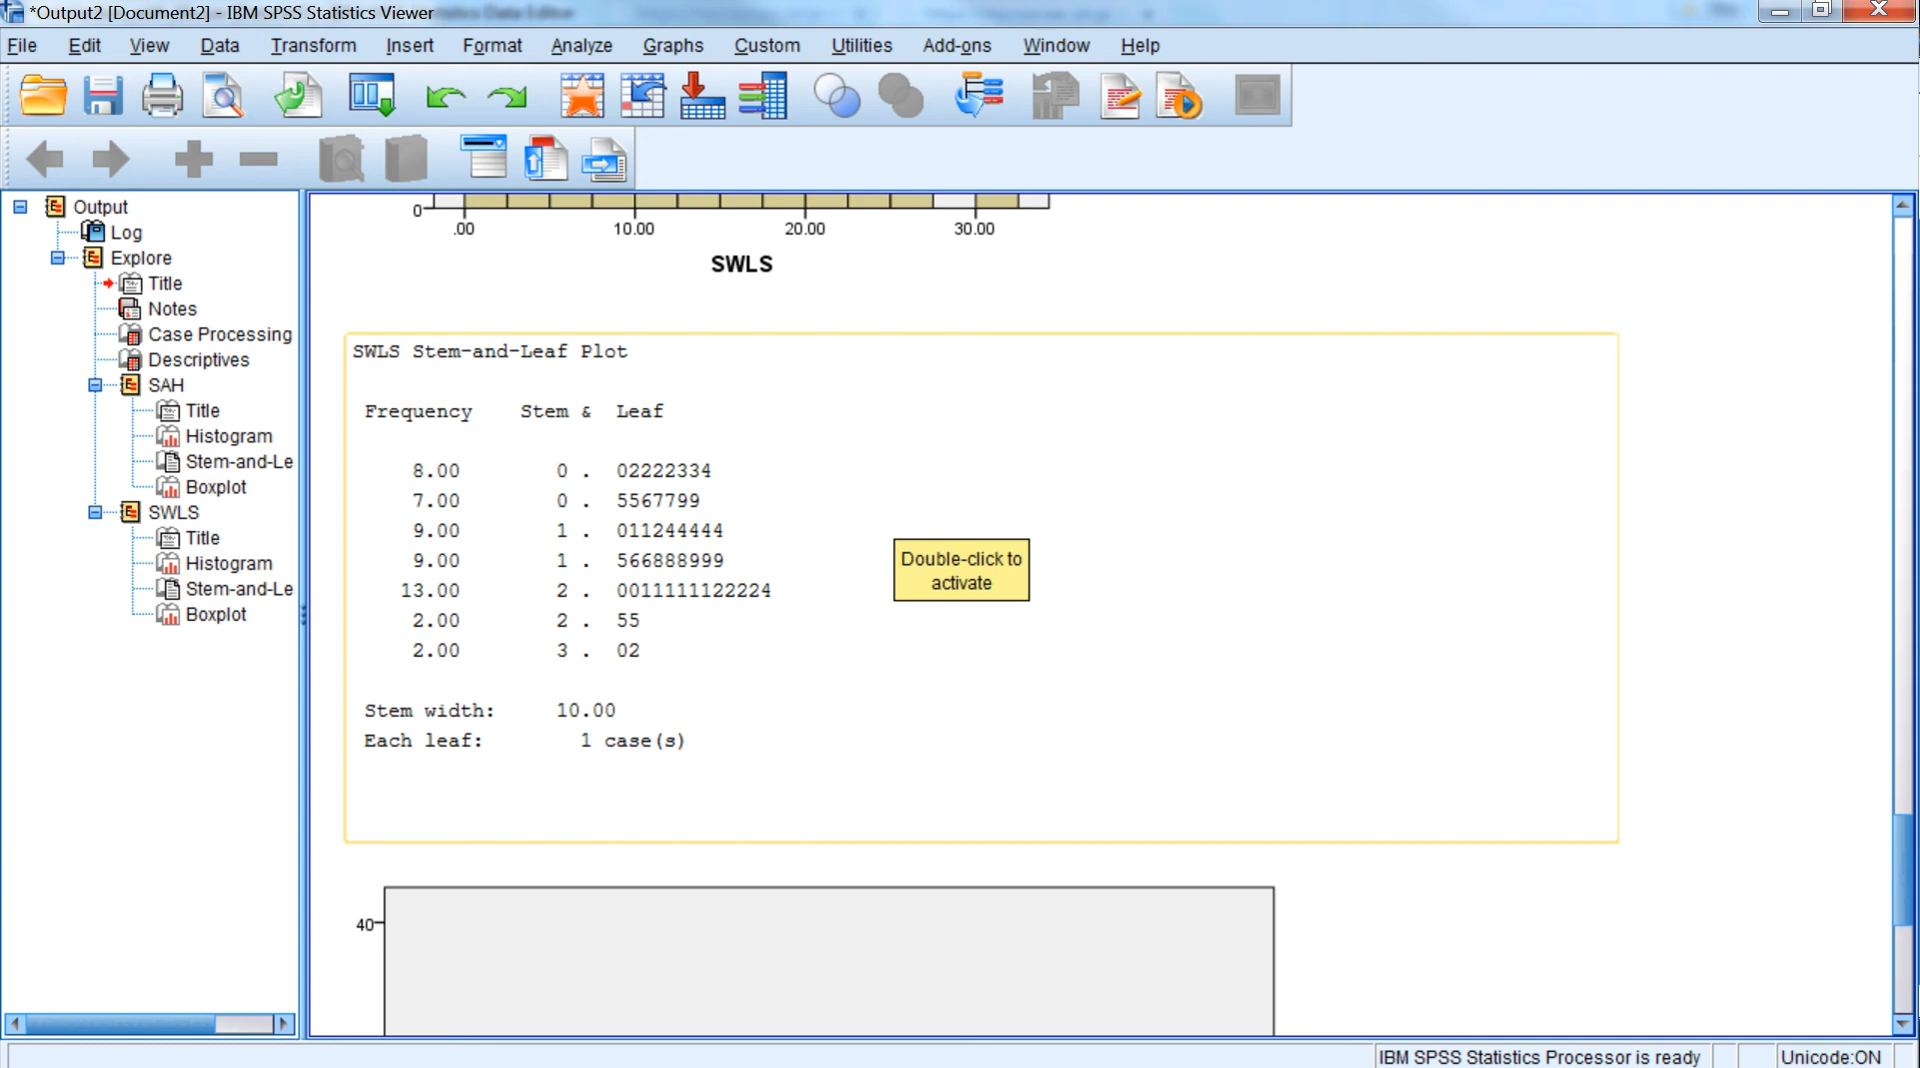 *Output2 [Document2] - IBM SPSS Statistics Viewer
File Edit View Data Transform Insert Format Analyze Graphs Custom Utilities Add-ons Window Help
Output
Log
Explore
Title
Notes
Case Processing
Descriptives
SAH
Title
Histogram
Stem-and-Le
Boxplot
SWLS
Title
Histogram
Stem-and-Le
Boxplot
0
.00 10.00 20.00 30.00
SWLS
SWLS Stem-and-Leaf Plot
Frequency Stem & Leaf
8.00 0 . 02222334
7.00 0 . 5567799
9.00 1 . 011244444
9.00 1 . 566888999
13.00 2 . 0011111122224
2.00 2 . 55
2.00 3 . 02
Stem width: 10.00
Each leaf: 1 case(s)
Double-click to
activate
40
IBM SPSS Statistics Processor is ready Unicode:ON